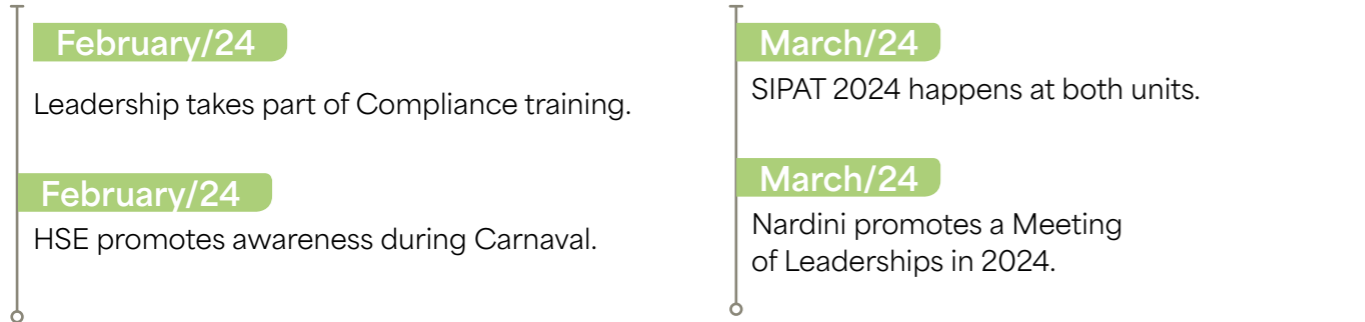 February/24
Leadership takes part of Compliance training.
February/24
HSE promotes awareness during Carnaval.
March/24
SIPAT 2024 happens at both units.
March/24
Nardini promotes a Meeting
of Leaderships in 2024.